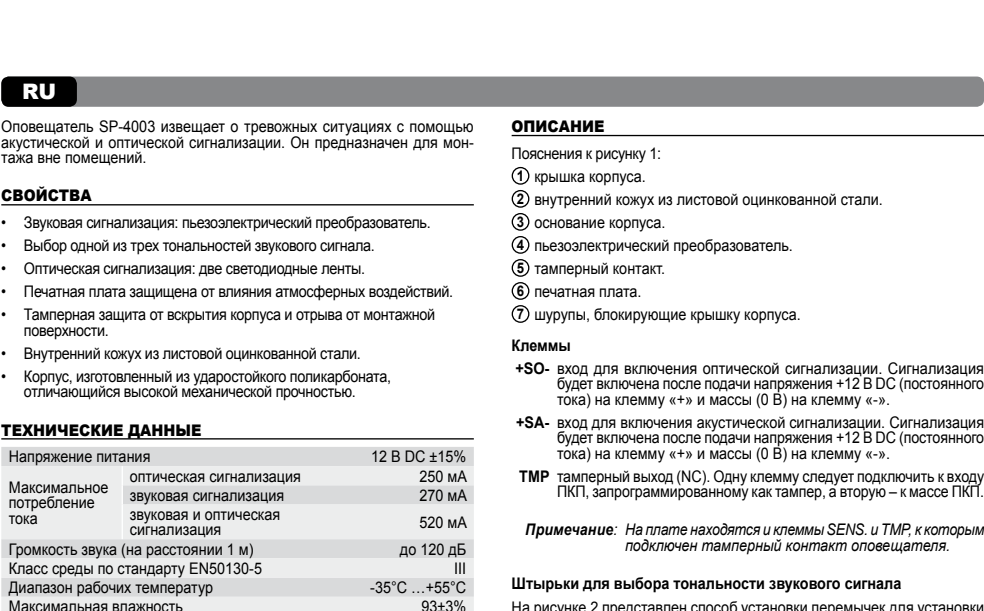 RU
Оповещатель SP-4003 извещает о тревожных ситуациях с помощью
акустической и оптической сигнализации. Он предназначен для мон-
тажа вне помещений.
СВОЙСТВА
• Звуковая сигнализация: пьезоэлектрический преобразователь.
• Выбор одной из трех тональностей звукового сигнала.
• Оптическая сигнализация: две светодиодные ленты.
• Печатная плата защищена от влияния атмосферных воздействий.
• Тамперная защита от вскрытия корпуса и отрыва от монтажной
поверхности.
• Внутренний кожух из листовой оцинкованной стали.
• Корпус, изготовленный из ударостойкого поликарбоната,
отличающийся высокой механической прочностью.
ТЕХНИЧЕСКИЕ ДАННЫЕ
Напряжение питания 12 В DC ±15%
Максимальное
потребление
тока
оптическая сигнализация 250 мА
звуковая сигнализация 270 мА
звуковая и оптическая
сигнализация 520 мА
Громкость звука (на расстоянии 1 м) до 120 дБ
Класс среды по стандарту EN50130-5 III
Диапазон рабочих температур -35°C …+55°C
Максимальная влажность 93±3%
ОПИСАНИЕ
Пояснения к рисунку 1:
① крышка корпуса.
② внутренний кожух из листовой оцинкованной стали.
③ основание корпуса.
④ пьезоэлектрический преобразователь.
⑤ тамперный контакт.
⑥ печатная плата.
⑦ шурупы, блокирующие крышку корпуса.
Клеммы
+SO- вход для включения оптической сигнализации. Сигнализация
будет включена после подачи напряжения +12 В DC (постоянного
тока) на клемму «+» и массы (0 В) на клемму «-».
+SA- вход для включения акустической сигнализации. Сигнализация
будет включена после подачи напряжения +12 В DC (постоянного
тока) на клемму «+» и массы (0 В) на клемму «-».
TMP тамперный выход (NC). Одну клемму следует подключить к входу
ПКП, запрограммированному как тампер, а вторую – к массе ПКП.
Примечание: На плате находятся и клеммы SENS. и TMP, к которым
подключен тамперный контакт оповещателя.
Штырьки для выбора тональности звукового сигнала
На рисунке 2 представлен способ установки перемычек для установки